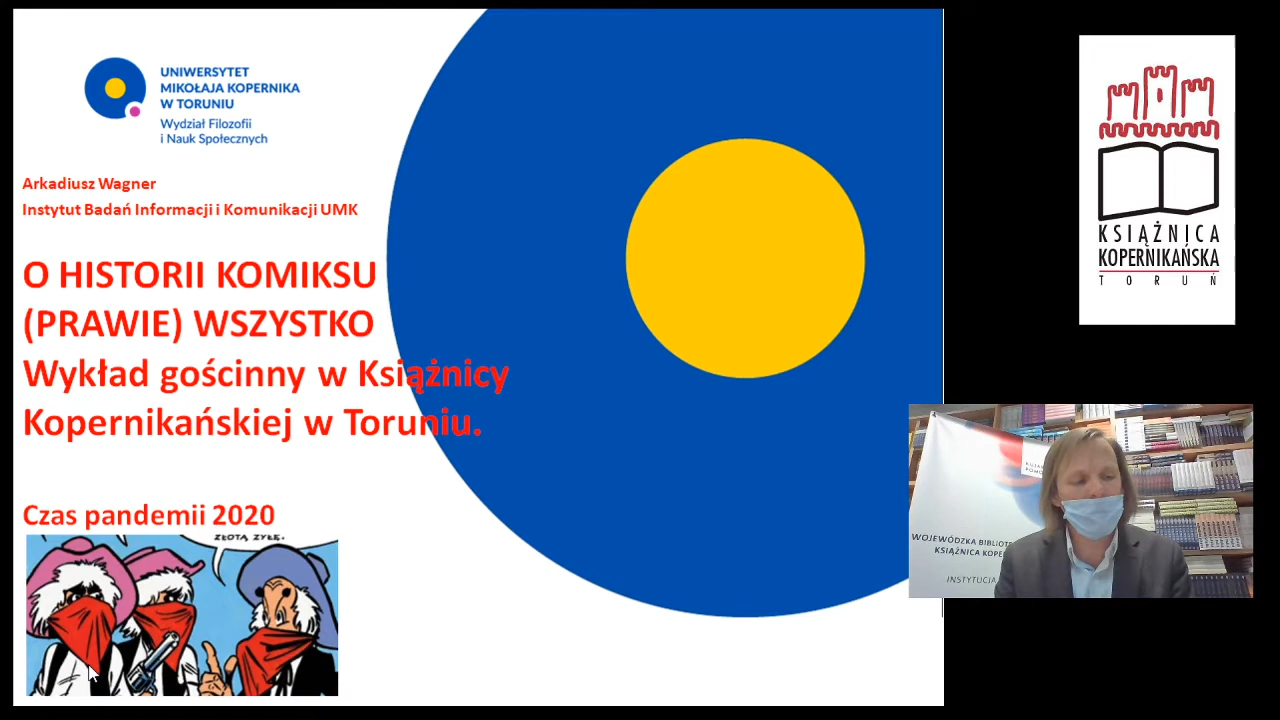 UNIWERSYTET
MIKOŁAJA KOPERNIKA
W TORUNIU
Wydział Filozofii
i Nauk Społecznych
Arkadiusz Wagner
Instytut Badań Informacji i Komunikacji UMK
O HISTORII KOMIKSU
(PRAWIE) WSZYSTKO
Wykład gościnny w Książnicy
Kopernikańskiej w Toruniu.
Czas pandemii 2020
ZŁOTĄ ŻYŁĘ.
KSIĄŻNICA
KOPERNIKAŃSKA
TORUŃ
WOJEWÓDZKA BIBLIOT
KSIĄŻNICA KOPE
INSTYTUCJA